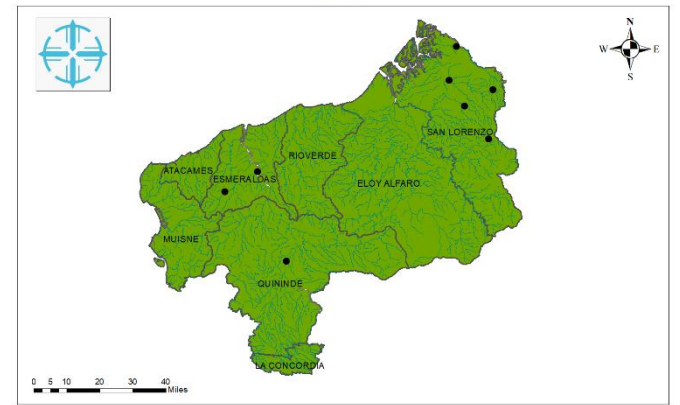 N
W E
S
SAN LORENZO
RIOVERDE
ATACAMES
ESMERALDAS
ELOY ALFARO
MUISNE
QUININDE
LA CONCORDIA
0 5 10 20 30 40
Miles